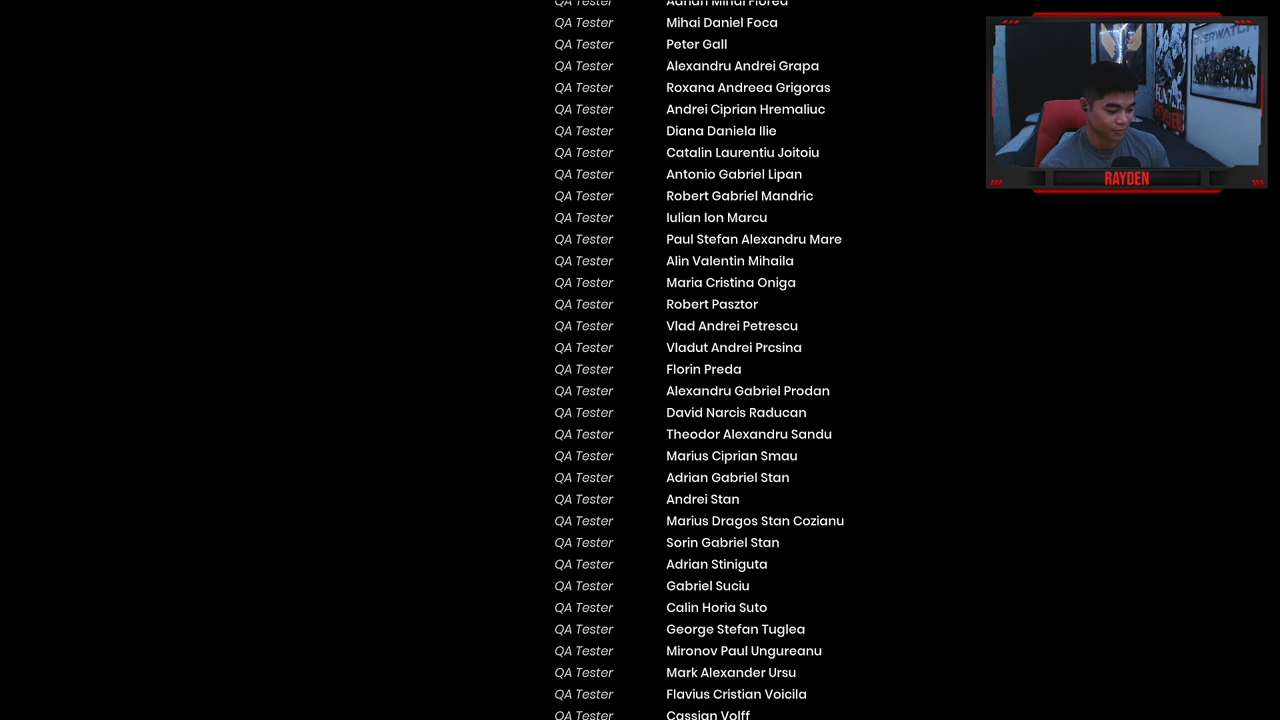 QA Tester Adrian Mihai Florea
QA Tester Mihai Daniel Foca
QA Tester Peter Gall
QA Tester Alexandru Andrei Grapa
QA Tester Roxana Andreea Grigoras
QA Tester Andrei Ciprian Hremaliuc
QA Tester Diana Daniela Ilie
QA Tester Catalin Laurentiu Joitoiu
QA Tester Antonio Gabriel Lipan
QA Tester Robert Gabriel Mandric
QA Tester Iulian Ion Marcu
QA Tester Paul Stefan Alexandru Mare
QA Tester Alin Valentin Mihaila
QA Tester Maria Cristina Oniga
QA Tester Robert Pasztor
QA Tester Vlad Andrei Petrescu
QA Tester Vladut Andrei Prcsina
QA Tester Florin Preda
QA Tester Alexandru Gabriel Prodan
QA Tester David Narcis Raducan
QA Tester Theodor Alexandru Sandu
QA Tester Marius Ciprian Smau
QA Tester Adrian Gabriel Stan
QA Tester Andrei Stan
QA Tester Marius Dragos Stan Cozianu
QA Tester Sorin Gabriel Stan
QA Tester Adrian Stiniguta
QA Tester Gabriel Suciu
QA Tester Calin Horia Suto
QA Tester George Stefan Tuglea
QA Tester Mironov Paul Ungureanu
QA Tester Mark Alexander Ursu
QA Tester Flavius Cristian Voicila
QA Tester Cassian Volff
RAYDEN